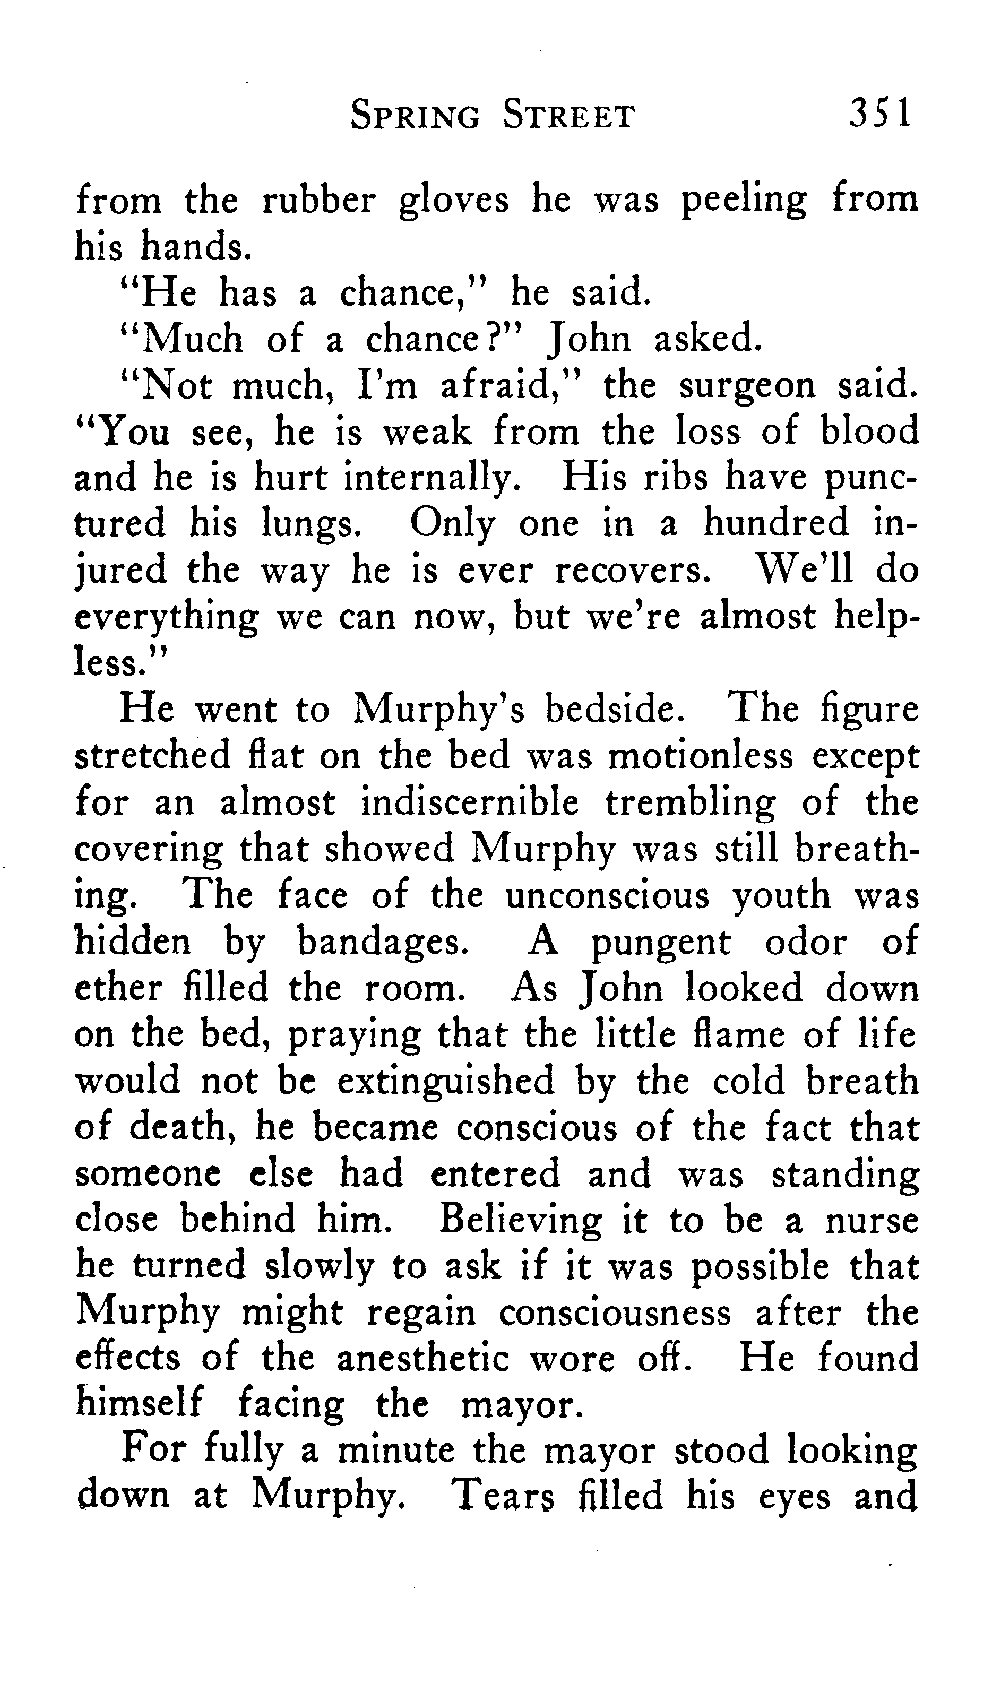 SPRING STREET 351
from the rubber gloves he was peeling from
his hands.
"He has a chance," he said.
"Much of a chance?" John asked.
"Not much, I'm afraid," the surgeon said.
"You see, he is weak from the loss of blood
and he is hurt internally. His ribs have punc-
tured his lungs. Only one in a hundred in-
jured the way he is ever recovers. We'll do
everything we can now, but we're almost help-
less."
He went to Murphy's bedside. The figure
stretched flat on the bed was motionless except
for an almost indiscernible trembling of the
covering that showed Murphy was still breath-
ing. The face of the unconscious youth was
hidden by bandages. A pungent odor of
ether filled the room. As John looked down
on the bed, praying that the little flame of life
would not be extinguished by the cold breath
of death, he became conscious of the fact that
someone else had entered and was standing
close behind him. Believing it to be a nurse
he turned slowly to ask if it was possible that
Murphy might regain consciousness after the
effects of the anesthetic wore off. He found
himself facing the mayor.
For fully a minute the mayor stood looking
down at Murphy. Tears filled his eyes and